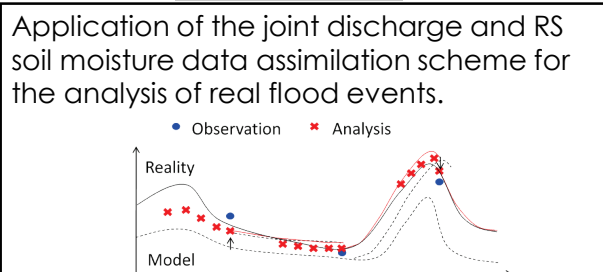 Application of the joint discharge and RS
soil moisture data assimilation scheme for
the analysis of real flood events.
Observation Analysis
Reality
Model